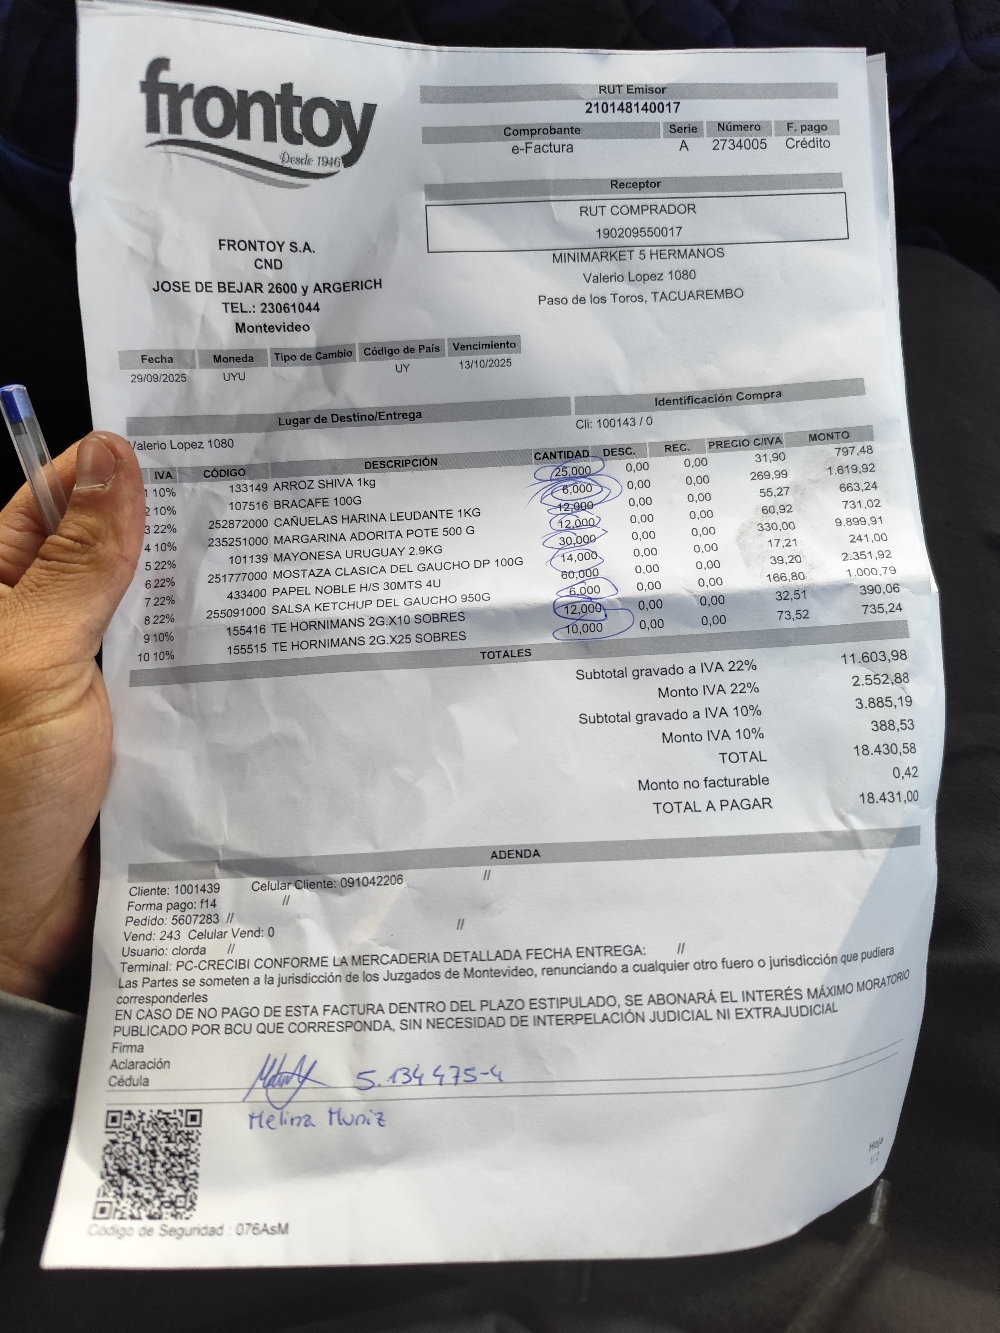 frontoy
Desde 1946
RUT Emisor
210148140017
Comprobante Serie Número F. pago
e-Factura A 2734005 Crédito
Receptor
RUT COMPRADOR
190209550017
MINIMARKET 5 HERMANOS
Valerio Lopez 1080
Paso de los Toros, TACUAREMBO
FRONTOY S.A.
CND
JOSE DE BEJAR 2600 y ARGERICH
TEL.: 23061044
Montevideo
Fecha Moneda Tipo de Cambio Código de País Vencimiento
29/09/2025 UYU UY 13/10/2025
Lugar de Destino/Entrega Identificación Compra
Valerio Lopez 1080 Cli: 100143 / 0
IVA CÓDIGO DESCRIPCIÓN CANTIDAD DESC. REC. PRECIO C/IVA MONTO
1 10% 133149 ARROZ SHIVA 1kg 25,000 0,00 0,00 31,90 797,48
2 10% 107516 BRACAFE 100G 6,000 0,00 0,00 269,99 1.619,92
3 22% 252872000 CAÑUELAS HARINA LEUDANTE 1KG 12,000 0,00 0,00 55,27 663,24
4 10% 235251000 MARGARINA ADORITA POTE 500 G 12,000 0,00 0,00 60,92 731,02
5 22% 101139 MAYONESA URUGUAY 2.9KG 30,000 0,00 0,00 330,00 9.899,91
6 22% 251777000 MOSTAZA CLASICA DEL GAUCHO DP 100G 14,000 0,00 0,00 17,21 241,00
7 22% 433400 PAPEL NOBLE H/S 30MTS 4U 60,000 0,00 0,00 39,20 2.351,92
8 22% 255091000 SALSA KETCHUP DEL GAUCHO 950G 6,000 0,00 0,00 166,80 1.000,79
9 10% 155416 TE HORNIMANS 2G.X10 SOBRES 12,000 0,00 0,00 32,51 390,06
10 10% 155515 TE HORNIMANS 2G.X25 SOBRES 10,000 0,00 0,00 73,52 735,24
TOTALES
Subtotal gravado a IVA 22% 11.603,98
Monto IVA 22% 2.552,88
Subtotal gravado a IVA 10% 3.885,19
Monto IVA 10% 388,53
TOTAL 18.430,58
Monto no facturable 0,42
TOTAL A PAGAR 18.431,00
ADENDA
Cliente: 1001439 Celular Cliente: 091042206 //
Forma pago: f14 //
Pedido: 5607283 //
Vend: 243 Celular Vend: 0 //
Usuario: clorda //
Terminal: PC-CRECIBI CONFORME LA MERCADERIA DETALLADA FECHA ENTREGA: //
Las Partes se someten a la jurisdicción de los Juzgados de Montevideo, renunciando a cualquier otro fuero o jurisdicción que pudiera
corresponderles
EN CASO DE NO PAGO DE ESTA FACTURA DENTRO DEL PLAZO ESTIPULADO, SE ABONARÁ EL INTERÉS MÁXIMO MORATORIO
PUBLICADO POR BCU QUE CORRESPONDA, SIN NECESIDAD DE INTERPELACIÓN JUDICIAL NI EXTRAJUDICIAL
Firma
Aclaración
Cédula 5.134475-4
Melina Muniz
Hoja
1/2
Código de Seguridad : 076AsM